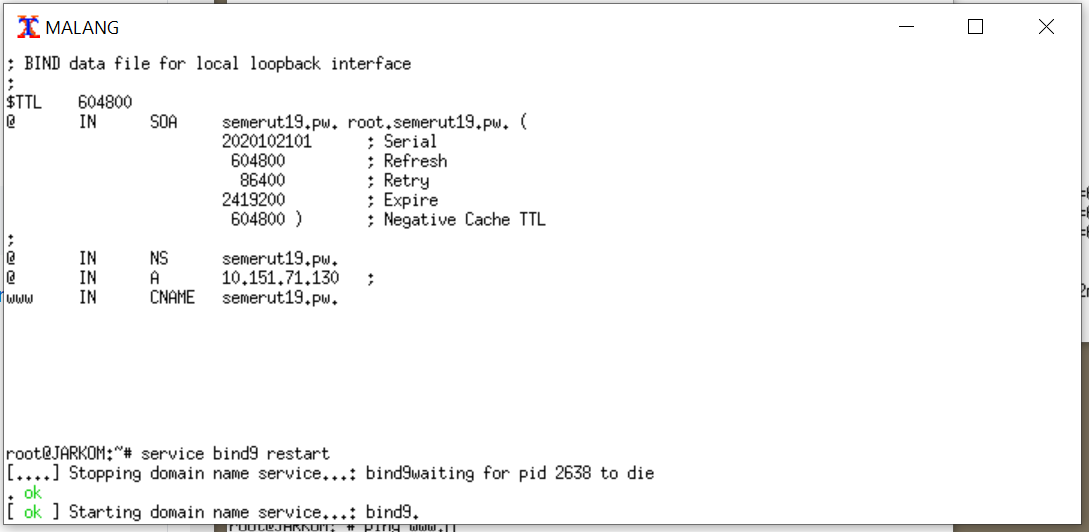 MALANG
; BIND data file for local loopback interface
;
$TTL 604800
@ IN SOA semerut19.pw. root.semerut19.pw. (
2020102101 ; Serial
604800 ; Refresh
86400 ; Retry
2419200 ; Expire
604800 ) ; Negative Cache TTL
;
@ IN NS semerut19.pw.
@ IN A 10.151.71.130 ;
www IN CNAME semerut19.pw.
root@JARKOM:~# service bind9 restart
[....] Stopping domain name service...: bind9waiting for pid 2638 to die
. ok
[ ok ] Starting domain name service...: bind9.
root@JARKOM:~# ping www.